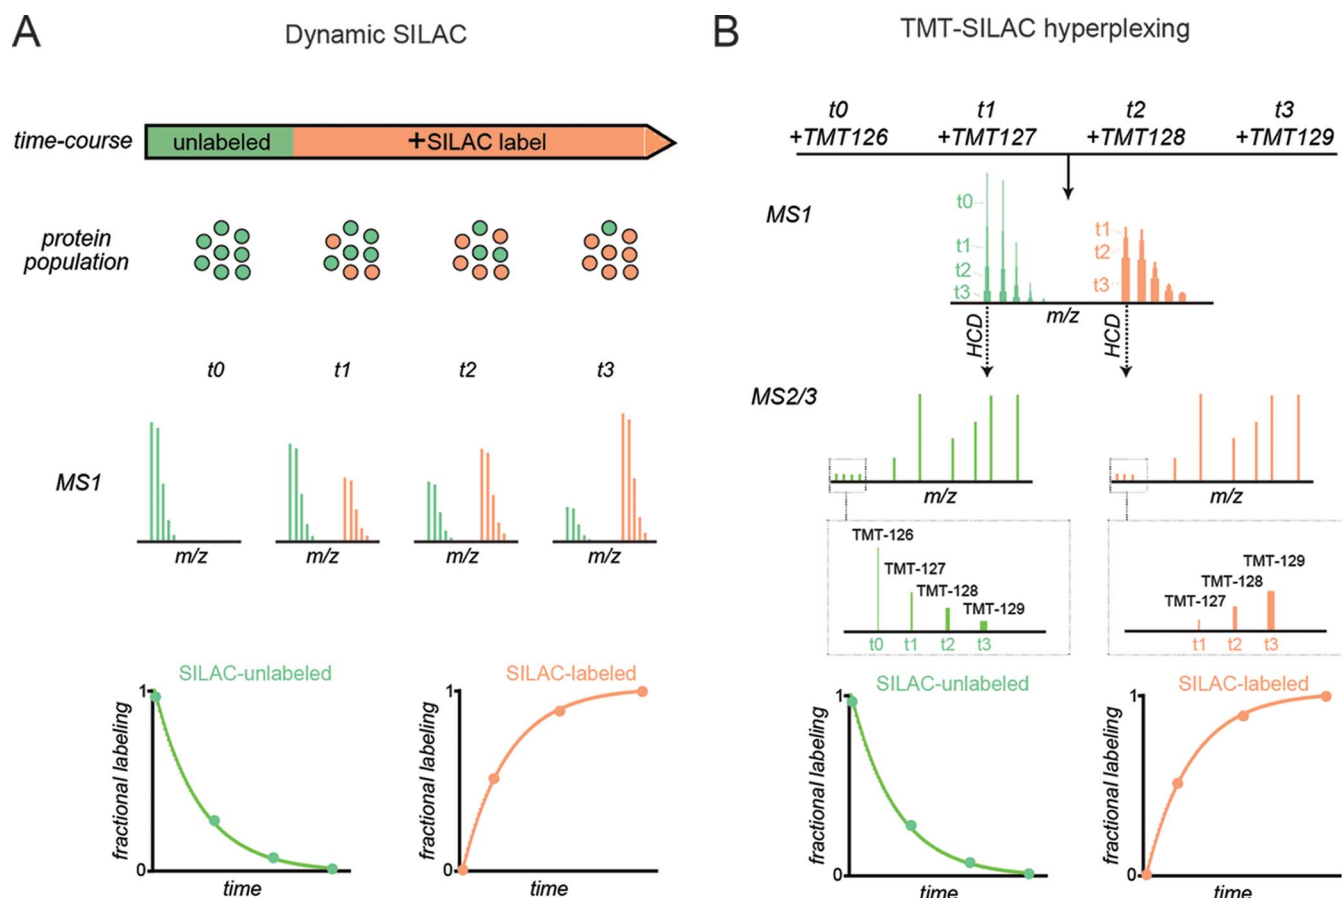 A
Dynamic SILAC
time-course
unlabeled
+SILAC label
protein
population
t0
t1
t2
t3
MS1
m/z
m/z
m/z
m/z
SILAC-unlabeled
1
0
fractional labeling
time
SILAC-labeled
1
0
fractional labeling
time
B
TMT-SILAC hyperplexing
t0
+TMT126
t1
+TMT127
t2
+TMT128
t3
+TMT129
MS1
t0
t1
t2
t3
t1
t2
t3
m/z
HCD
HCD
MS2/3
m/z
m/z
TMT-126
TMT-127
TMT-128
TMT-129
t0
t1
t2
t3
TMT-129
TMT-128
TMT-127
t1
t2
t3
SILAC-unlabeled
1
0
fractional labeling
time
SILAC-labeled
1
0
fractional labeling
time